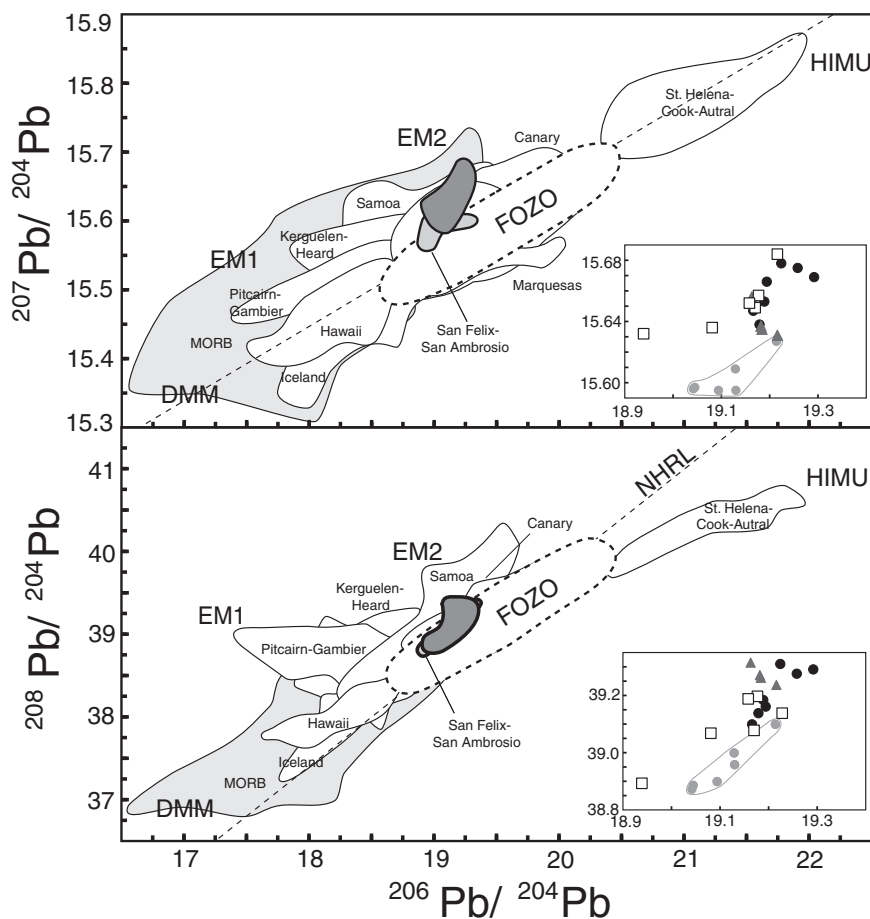 15.9
15.8
15.7
15.6
15.5
15.4
15.3
207Pb/ 204Pb
HIMU
St. Helena-
Cook-Autral
EM2
Canary
Samoa
FOZO
Kerguelen-
Heard
EM1
Pitcairn-
Gambier
Marquesas
MORB
Hawaii
San Felix-
San Ambrosio
Iceland
DMM
15.68
15.64
15.60
18.9
19.1
19.3
41
40
39
38
37
208Pb/ 204Pb
NHRL
HIMU
St. Helena-
Cook-Autral
Canary
EM2
Samoa
FOZO
Kerguelen-
Heard
EM1
Pitcairn-Gambier
Hawaii
San Felix-
San Ambrosio
Iceland
MORB
DMM
39.2
39.0
38.8
18.9
19.1
19.3
17
18
19
20
21
22
206Pb/ 204Pb